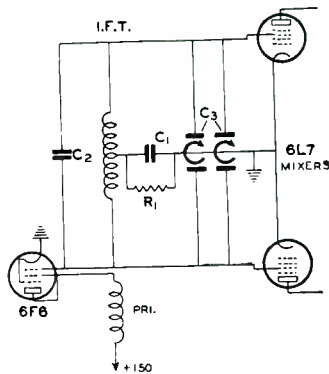 I.F.T.
C₃
C₁
C₂
6L7
MIXERS
R₁
6F6
PRI.
+150